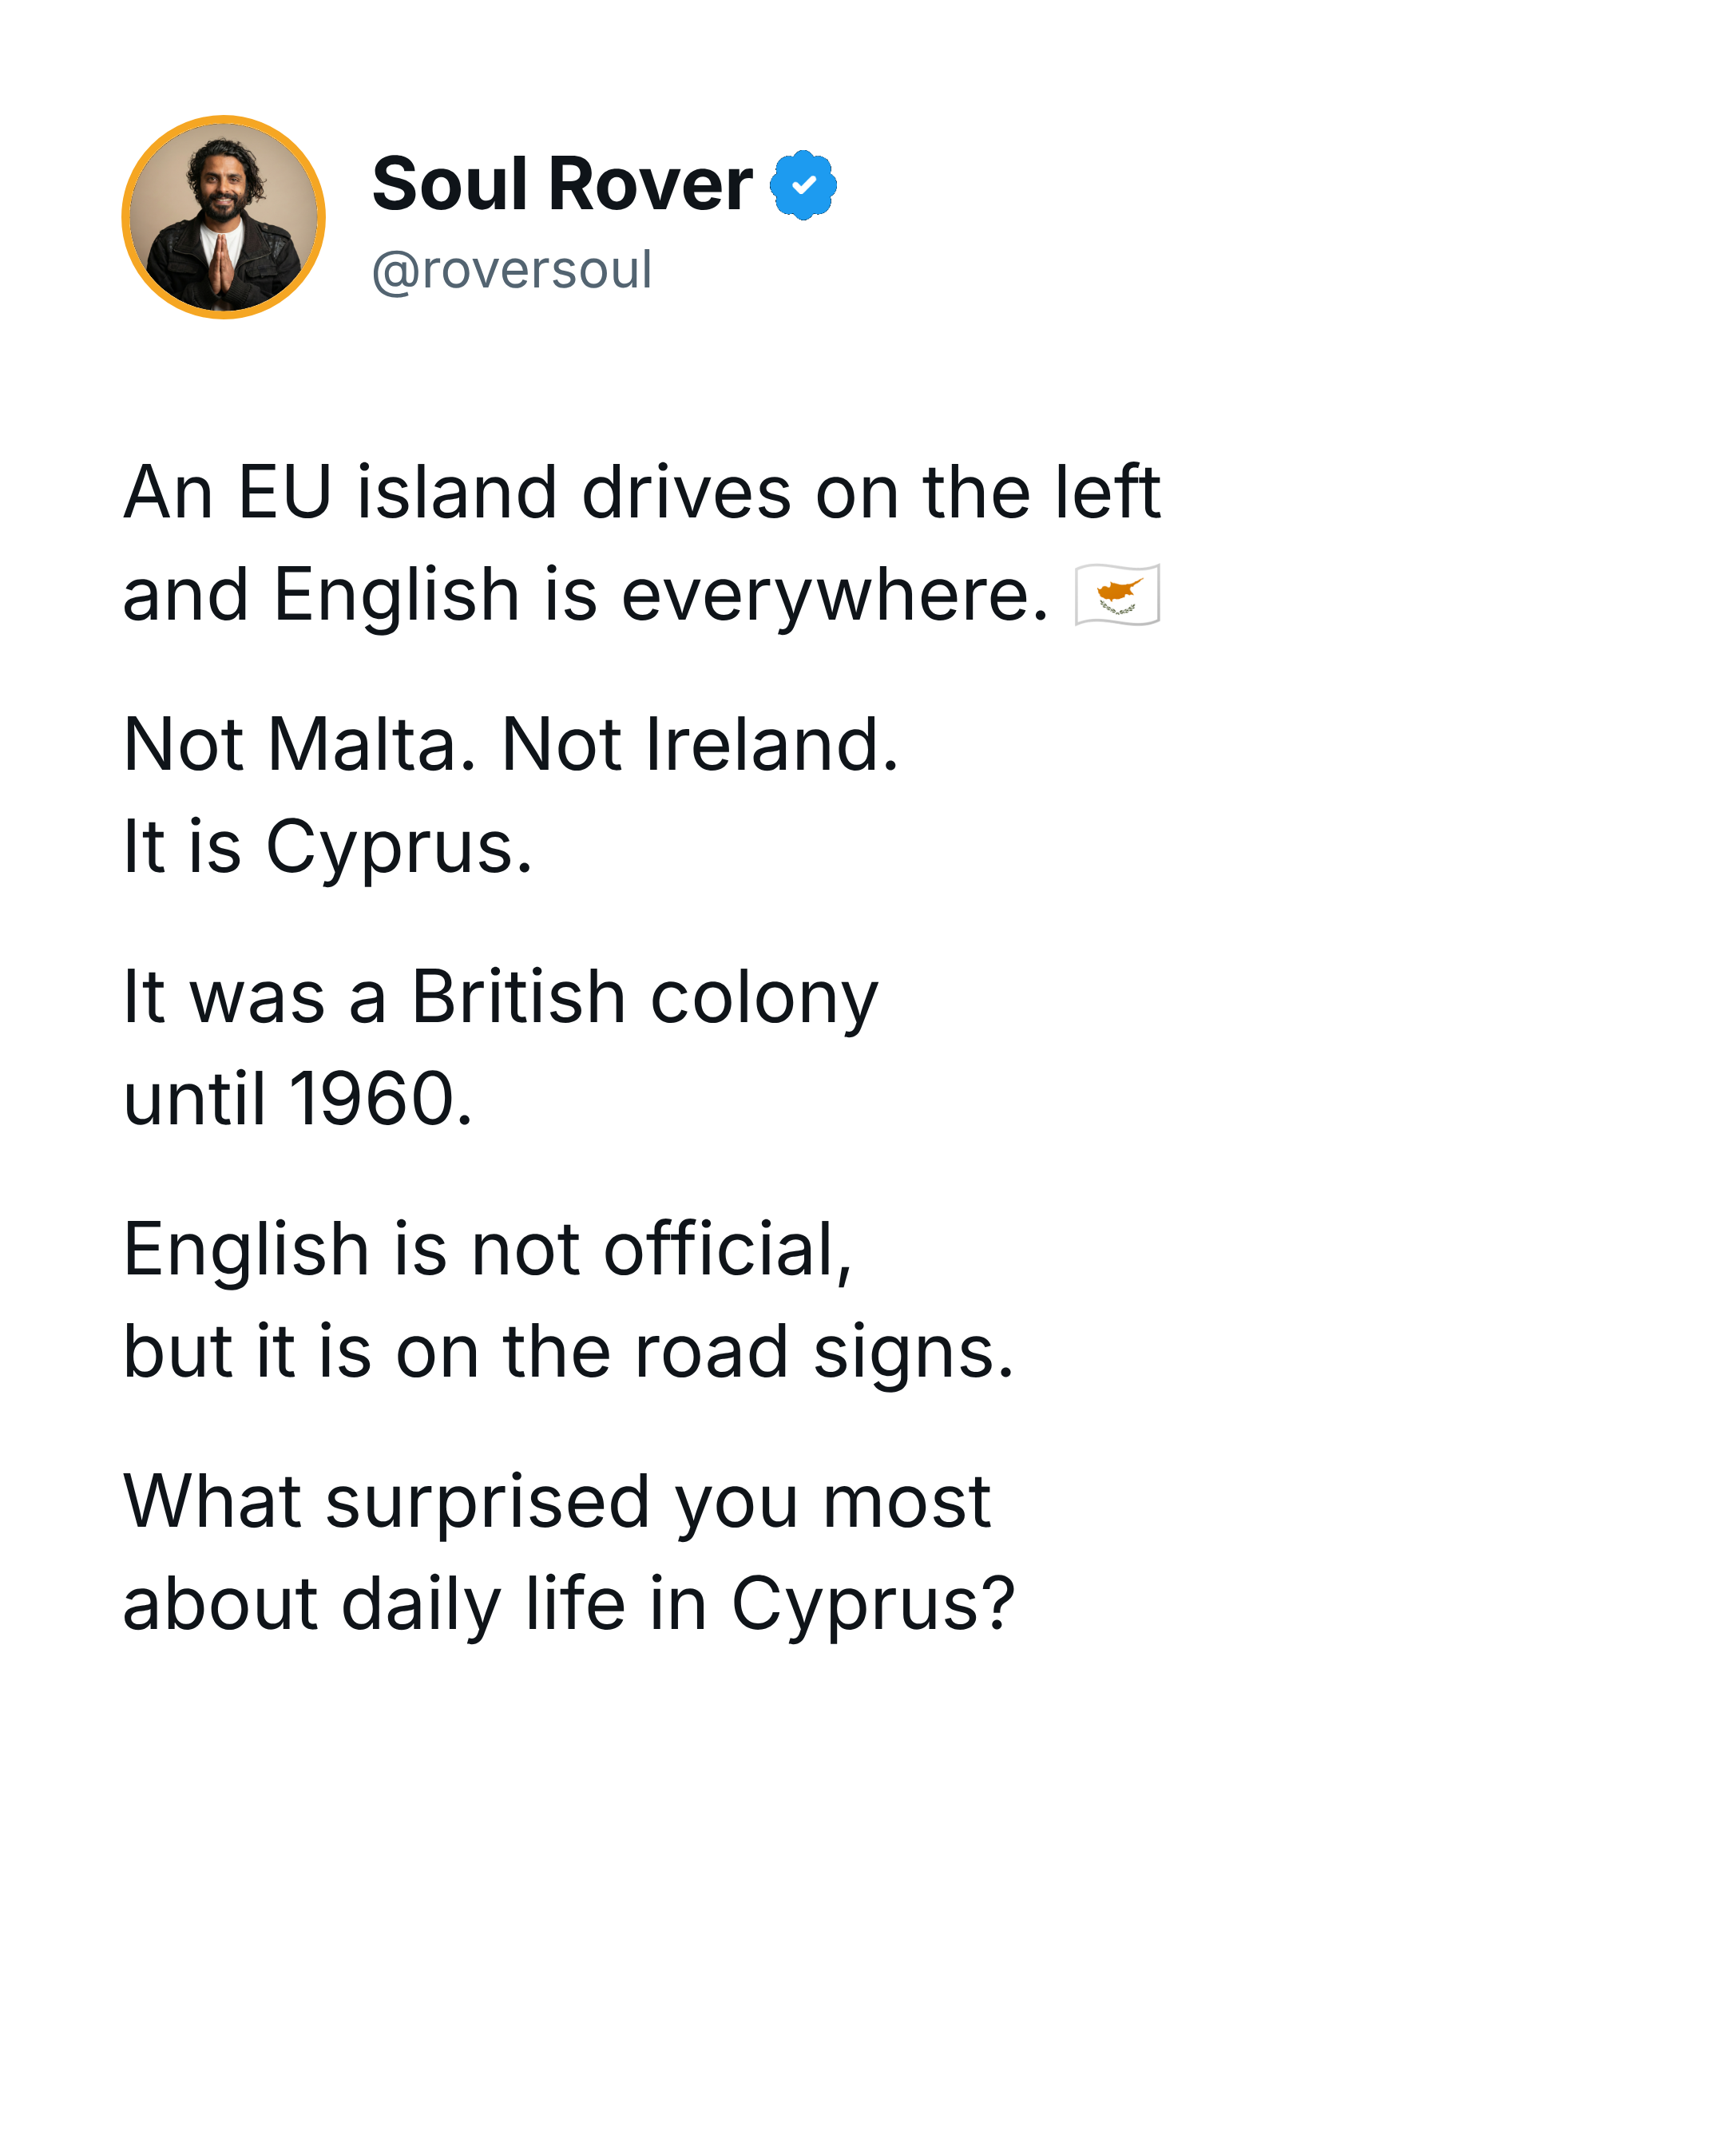 Soul Rover
@roversoul
An EU island drives on the left
and English is everywhere. 🇨🇾
Not Malta. Not Ireland.
It is Cyprus.
It was a British colony
until 1960.
English is not official,
but it is on the road signs.
What surprised you most
about daily life in Cyprus?